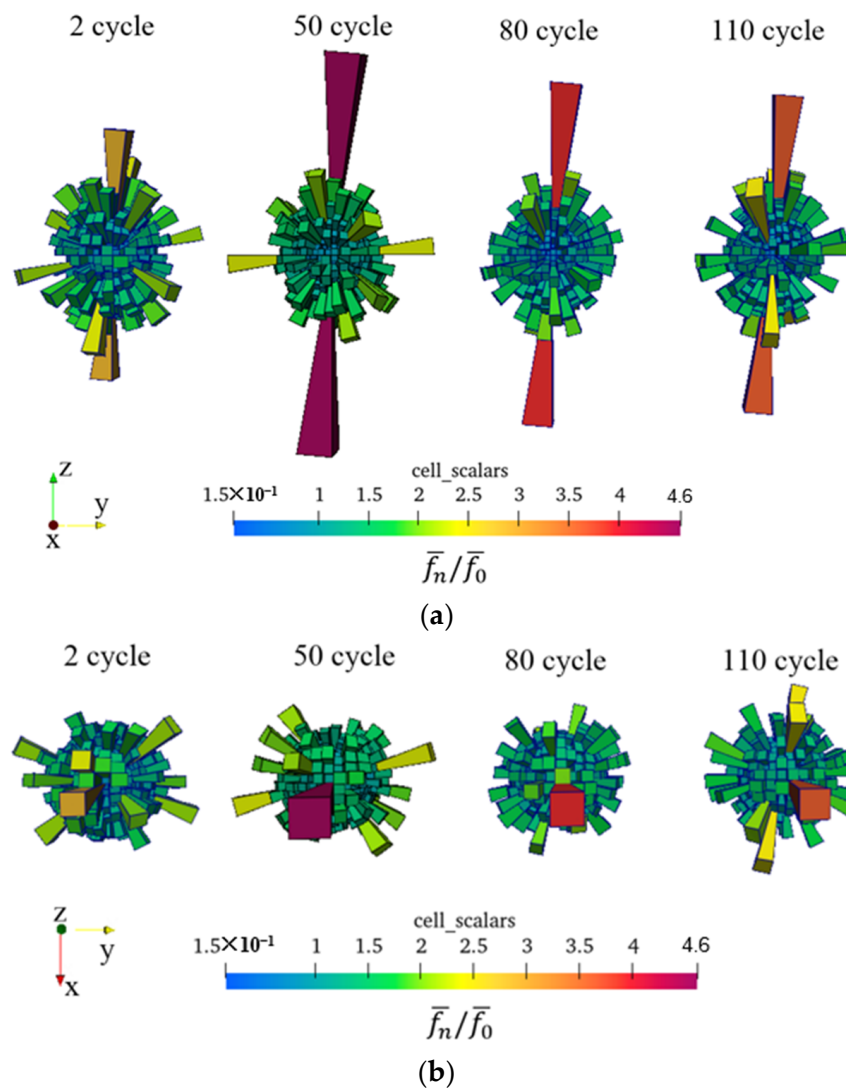 2 cycle 50 cycle 80 cycle 110 cycle
z
y
x
cell_scalars
1.5×10⁻¹ 1 1.5 2 2.5 3 3.5 4 4.6
f̅ₙ/f̅₀
(a)
2 cycle 50 cycle 80 cycle 110 cycle
z
y
x
cell_scalars
1.5×10⁻¹ 1 1.5 2 2.5 3 3.5 4 4.6
f̅ₙ/f̅₀
(b)